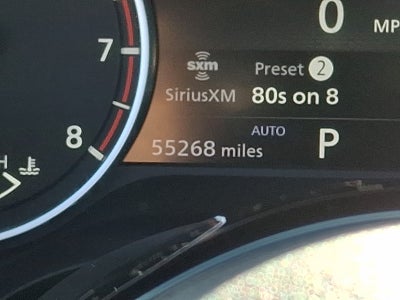 0 MP
7
sxm Preset 2
SiriusXM 80s on 8
8
AUTO
55268 miles P
H